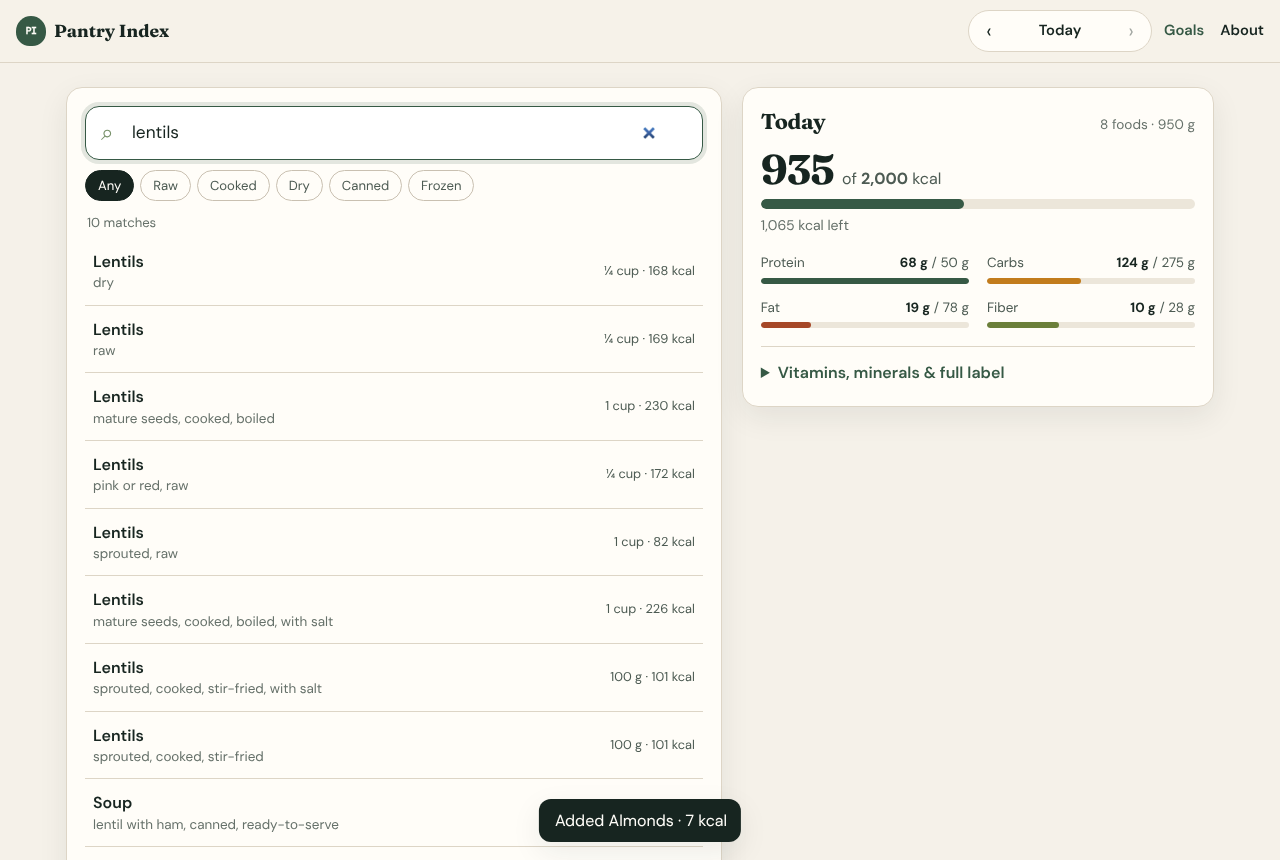 PI Pantry Index
‹ Today › Goals About
lentils
Any Raw Cooked Dry Canned Frozen
10 matches
Lentils
dry
¼ cup · 168 kcal
Lentils
raw
¼ cup · 169 kcal
Lentils
mature seeds, cooked, boiled
1 cup · 230 kcal
Lentils
pink or red, raw
¼ cup · 172 kcal
Lentils
sprouted, raw
1 cup · 82 kcal
Lentils
mature seeds, cooked, boiled, with salt
1 cup · 226 kcal
Lentils
sprouted, cooked, stir-fried, with salt
100 g · 101 kcal
Lentils
sprouted, cooked, stir-fried
100 g · 101 kcal
Soup
lentil with ham, canned, ready-to-serve
Today
8 foods · 950 g
935 of 2,000 kcal
1,065 kcal left
Protein 68 g / 50 g
Carbs 124 g / 275 g
Fat 19 g / 78 g
Fiber 10 g / 28 g
Vitamins, minerals & full label
Added Almonds · 7 kcal